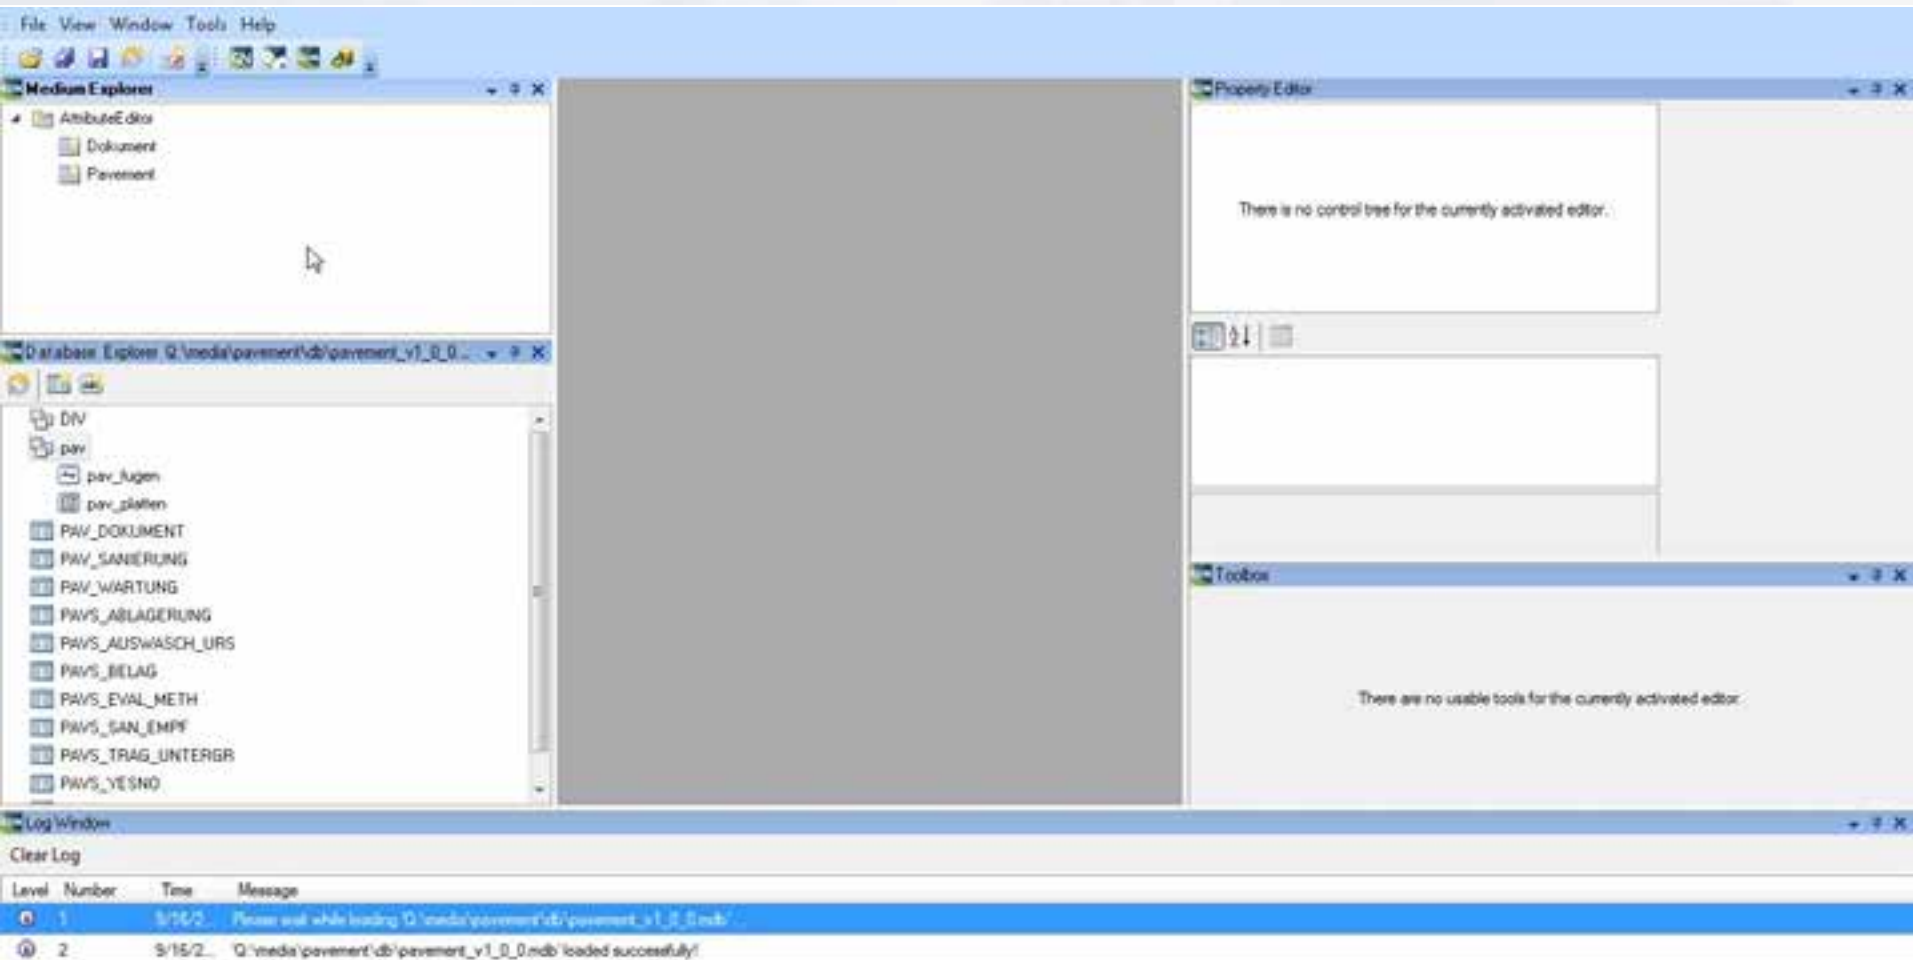 File View Window Tools Help
Medium Explorer
AttributeEditor
Dokument
Pavement
Database Explorer Q:\media\pavement\db\pavement_v1_0_0...
DIV
pav
pav_fugen
pav_platten
PAV_DOKUMENT
PAV_SANIERUNG
PAV_WARTUNG
PAVS_ABLAGERUNG
PAVS_AUSWASCH_URS
PAVS_BELAG
PAVS_EVAL_METH
PAVS_SAN_EMPF
PAVS_TRAG_UNTERGR
PAVS_YESNO
Property Editor
There is no control tree for the currently activated editor.
Toolbox
There are no usable tools for the currently activated editor.
Log Window
Clear Log
Level Number Time Message
1 9/16/2... Please wait while loading 'Q:\media\pavement\db\pavement_v1_0_0.mdb' ...
2 9/16/2... 'Q:\media\pavement\db\pavement_v1_0_0.mdb' loaded successfully!